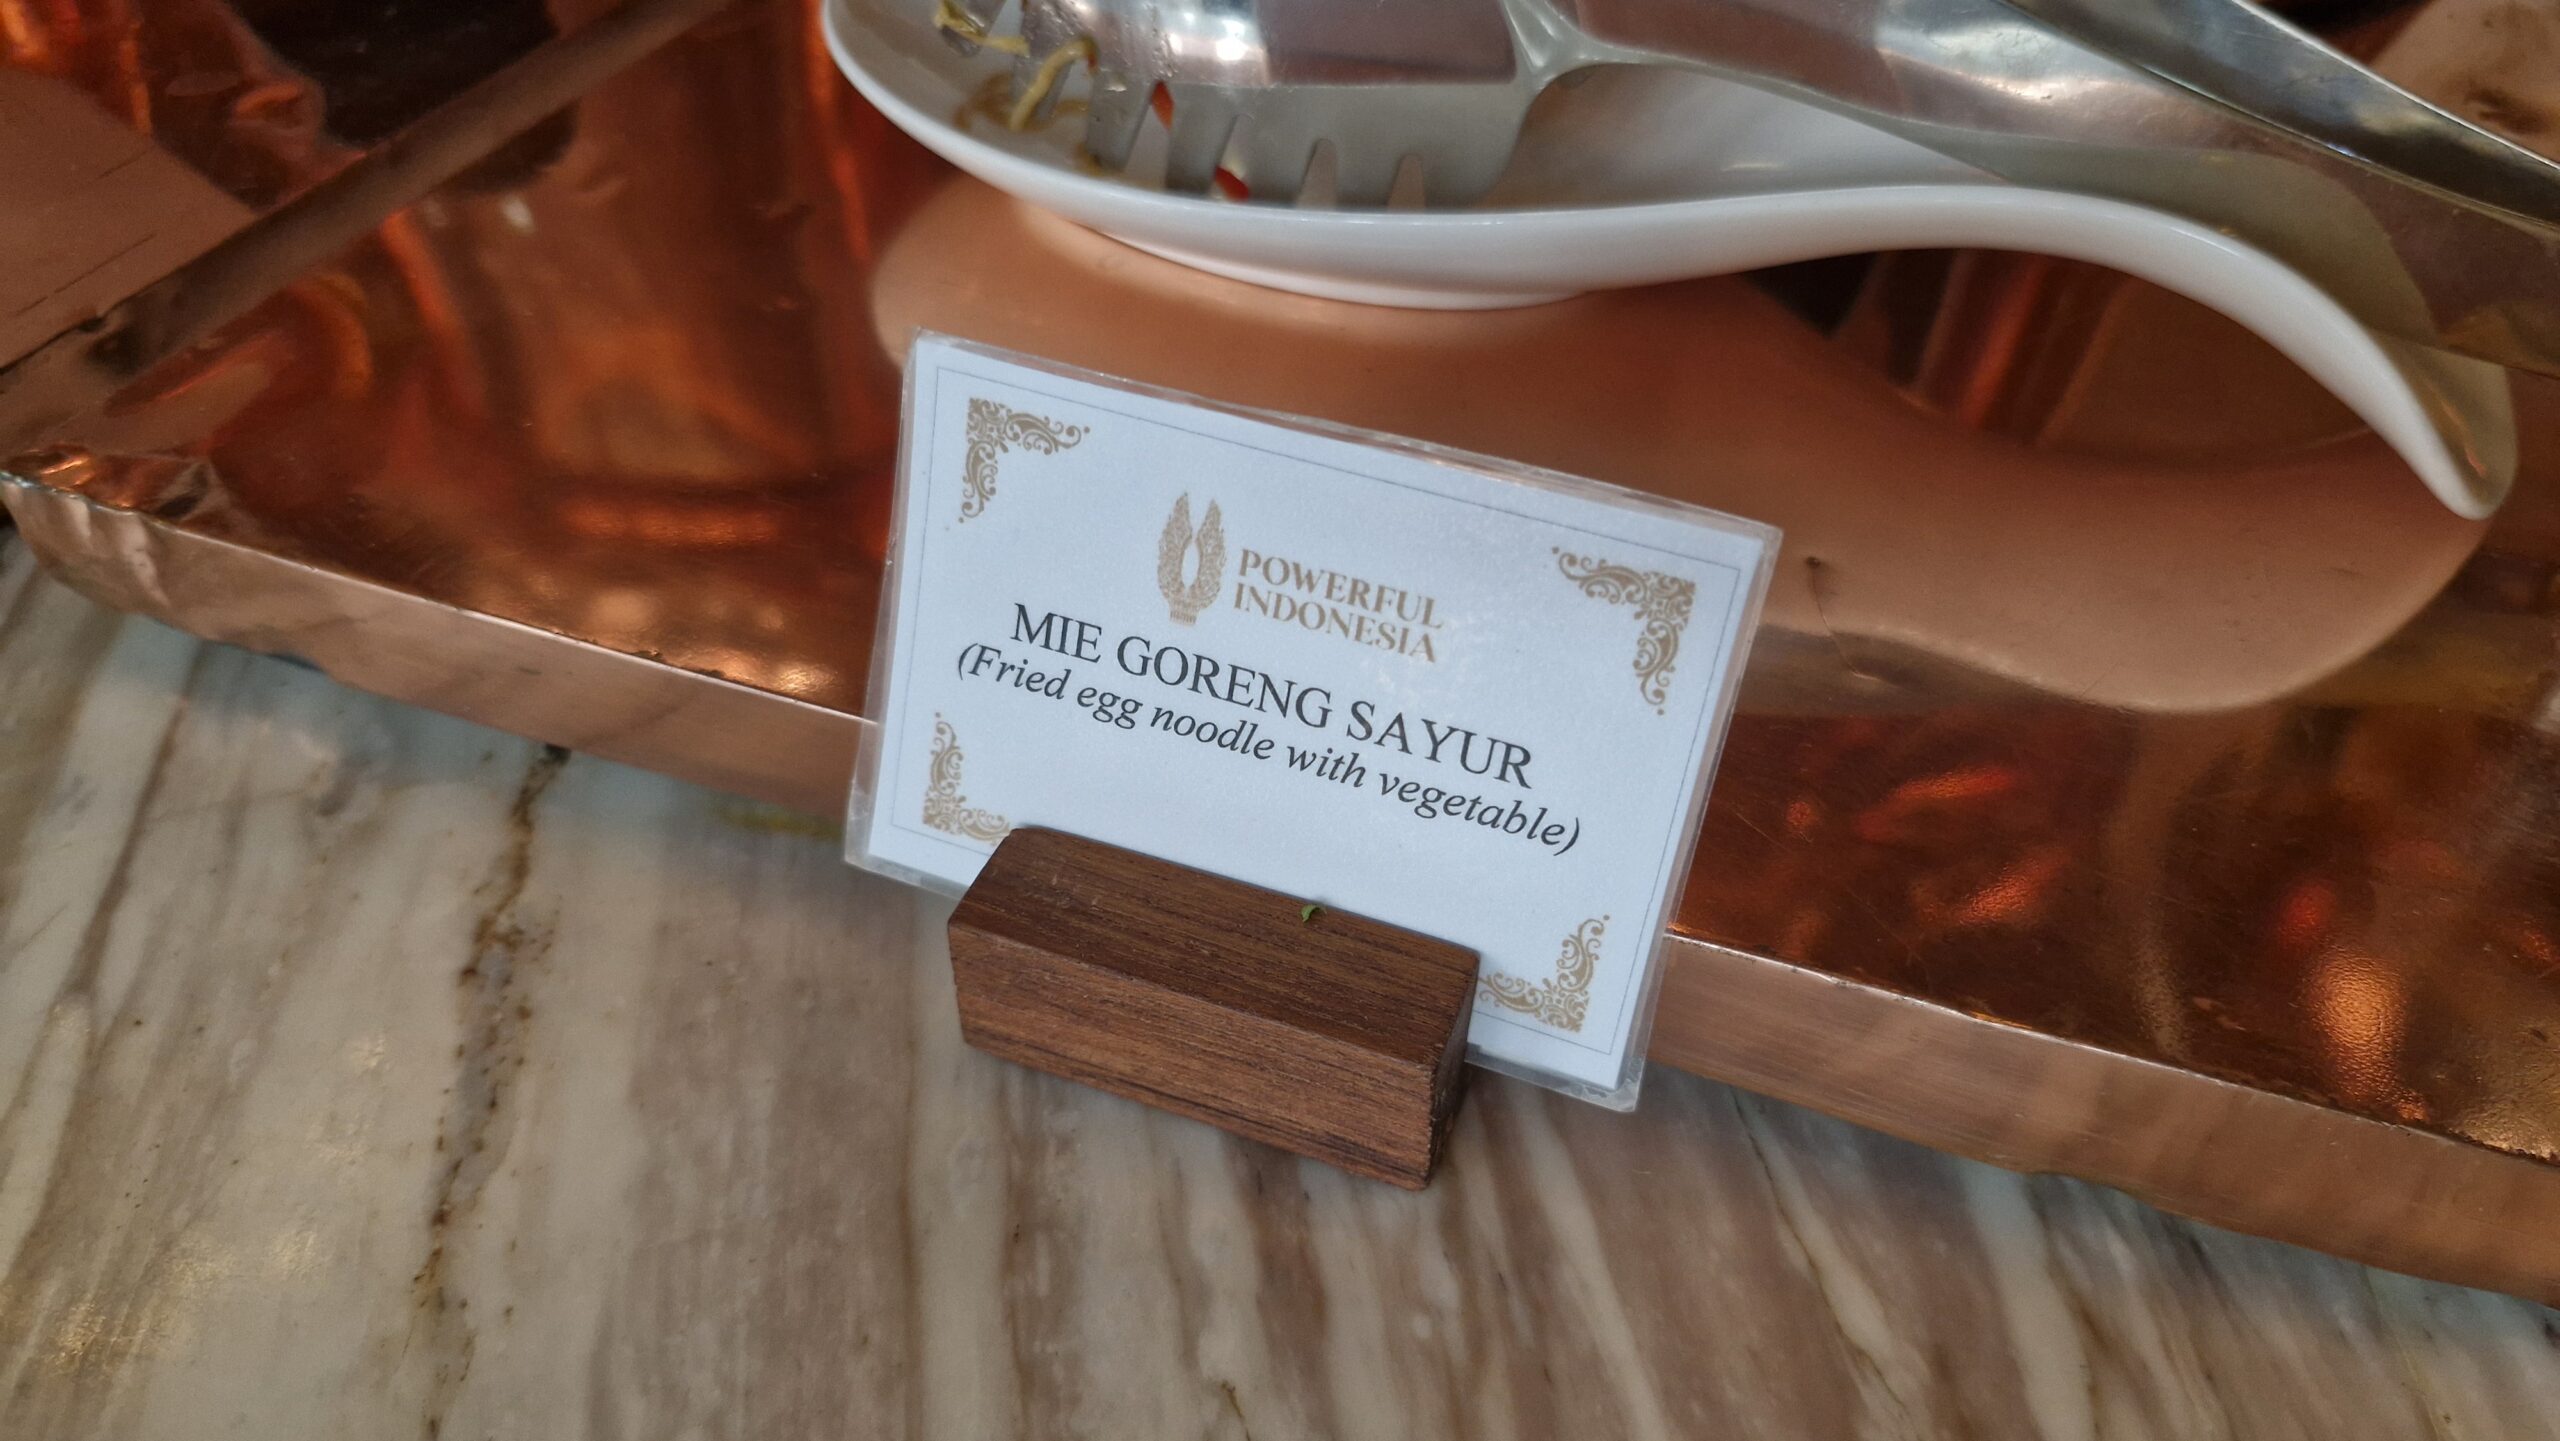 POWERFUL
INDONESIA
MIE GORENG SAYUR
(Fried egg noodle with vegetable)